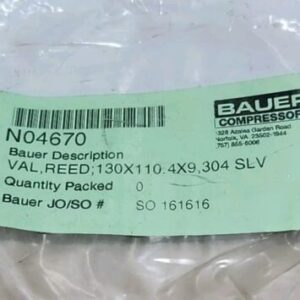 BAUER
COMPRESSORS
1328 Azalea Garden Road
Norfolk, VA 23502-1944
(757) 855-6006
N04670
Bauer Description
VAL,REED;130X110.4X9,304 SLV
Quantity Packed 0
Bauer JO/SO # SO 161616